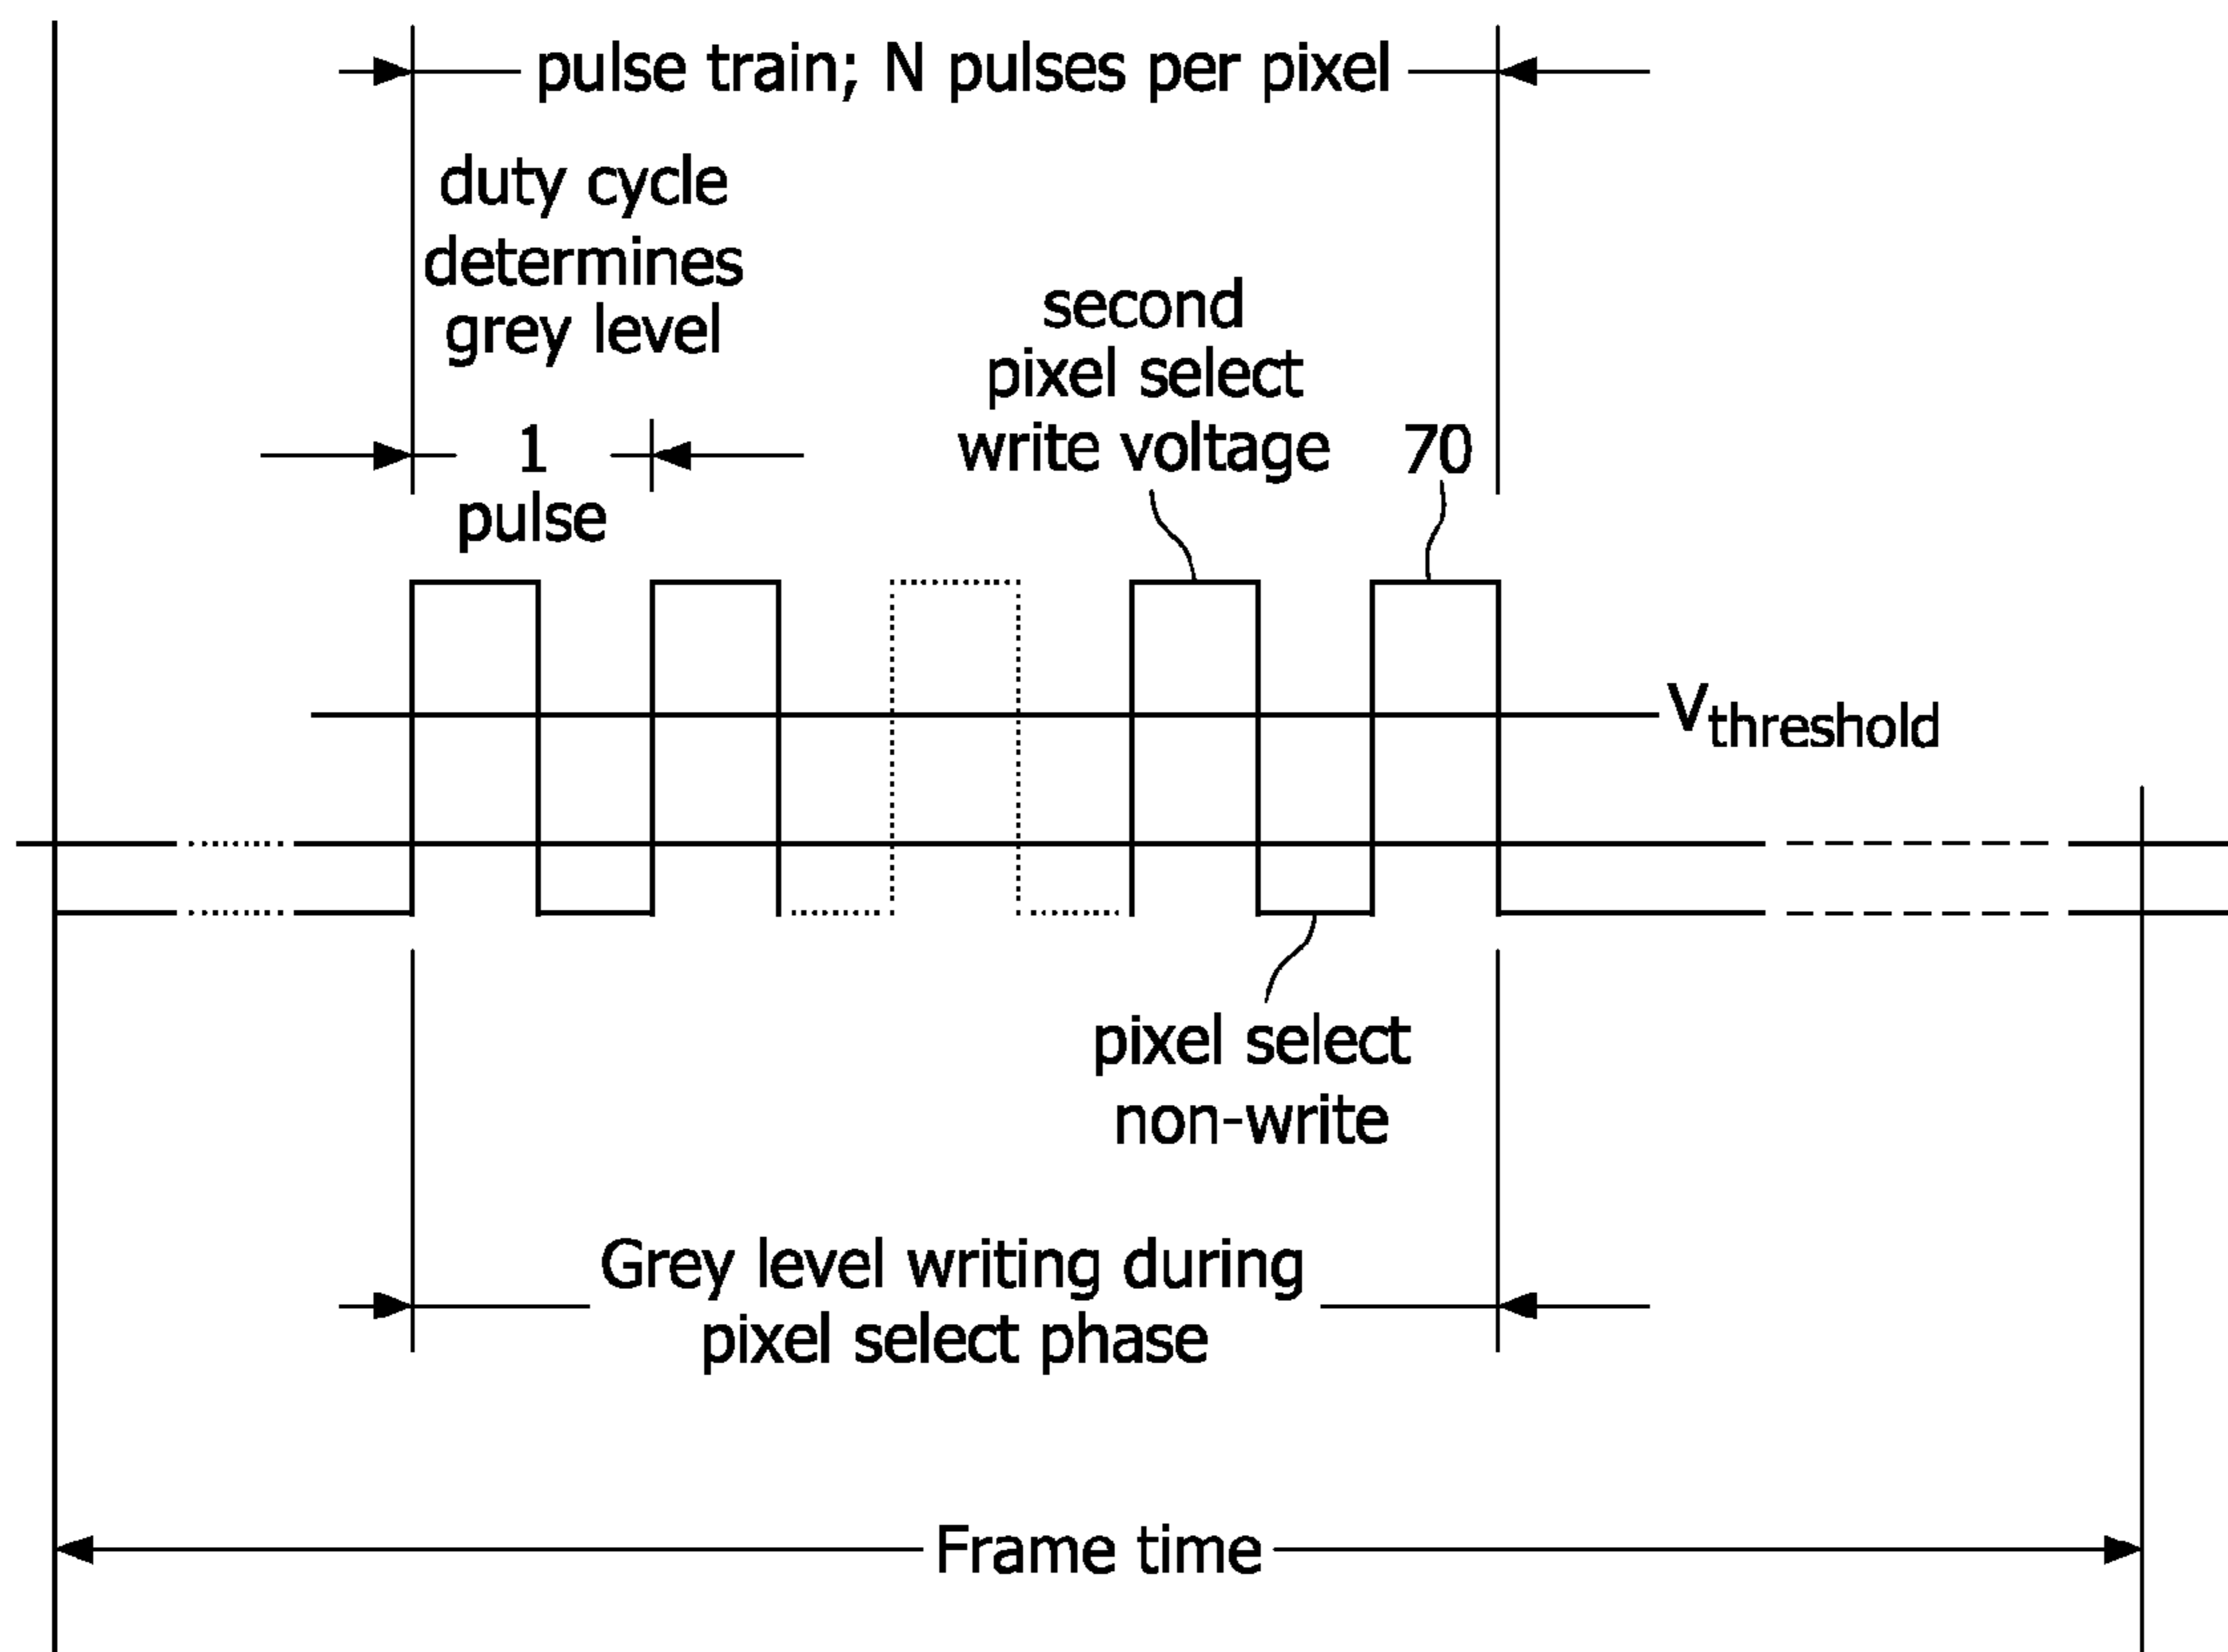 pulse train; N pulses per pixel
duty cycle
determines
grey level
1
pulse
second
pixel select
write voltage
70
Vthreshold
pixel select
non-write
Grey level writing during
pixel select phase
Frame time